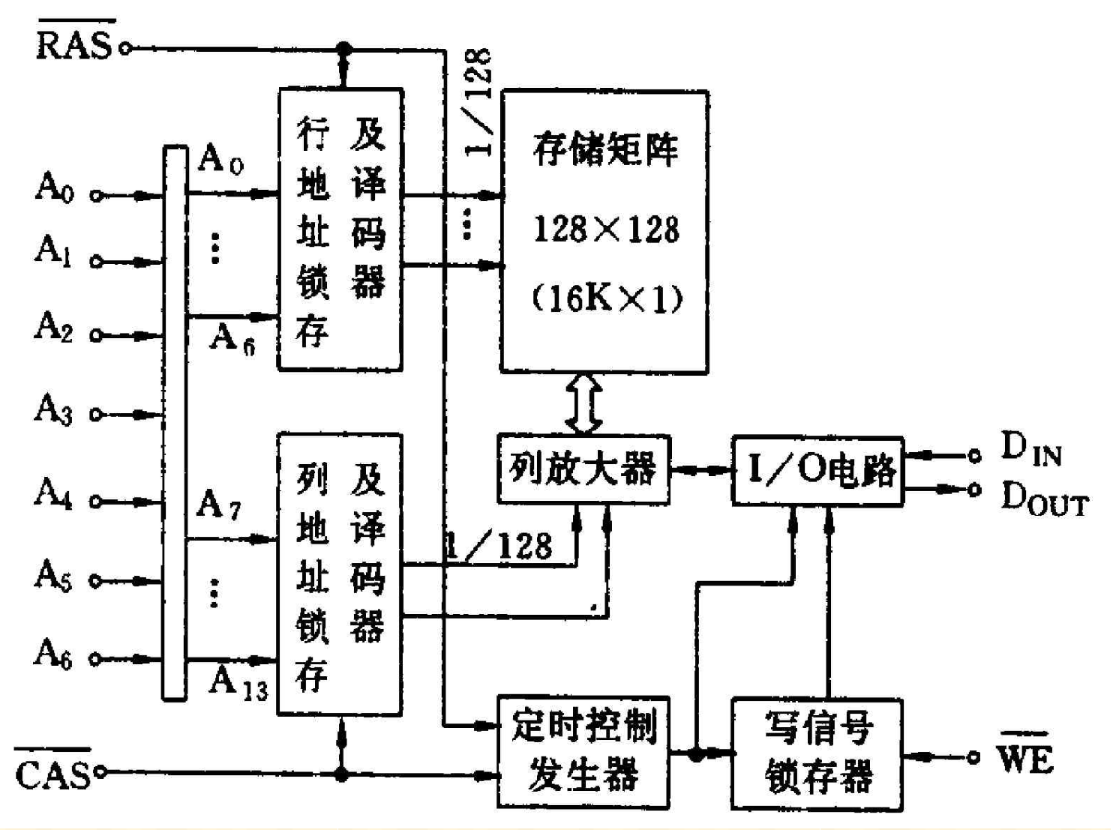 RAS
A0
A1
A2
A3
A4
A5
A6
CAS
A0
⋮
A6
A7
⋮
A13
行地址锁存
及译码器
列地址锁存
及译码器
1/128
⋮
1/128
存储矩阵
128×128
(16K×1)
列放大器
I/O电路
DIN
DOUT
定时控制
发生器
写信号
锁存器
WE